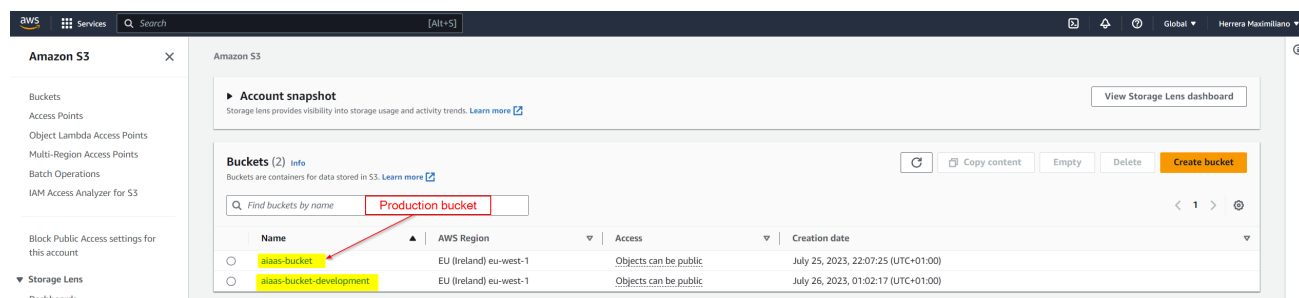 aws Services Search [Alt+S] Global Herrera Maximiliano
Amazon S3
Buckets
Access Points
Object Lambda Access Points
Multi-Region Access Points
Batch Operations
IAM Access Analyzer for S3
Block Public Access settings for
this account
Storage Lens
Dashboards
Amazon S3
Account snapshot
Storage lens provides visibility into storage usage and activity trends. Learn more
View Storage Lens dashboard
Buckets (2) Info
Buckets are containers for data stored in S3. Learn more
Copy content Empty Delete Create bucket
Find buckets by name Production bucket 1
Name AWS Region Access Creation date
aiaas-bucket EU (Ireland) eu-west-1 Objects can be public July 25, 2023, 22:07:25 (UTC+01:00)
aiaas-bucket-development EU (Ireland) eu-west-1 Objects can be public July 26, 2023, 01:02:17 (UTC+01:00)